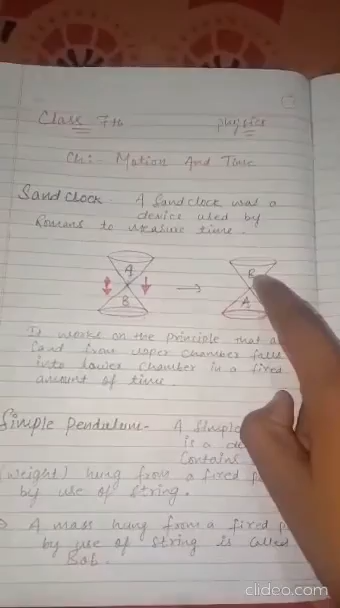 Class 7th physics
Ch:- Motion And Time
Sand clock- A Sand clock was a
device used by
Romans to measure time.
A B
B A
It works on the principle that
Sand from upper chamber falls
into lower chamber in a fixed
amount of time.
Simple Pendulum- A Simple
is a
Contains
(weight) hung from a fixed
by use of string.
A mass hung from a fixed
by use of string is called
Bob.
clideo.com